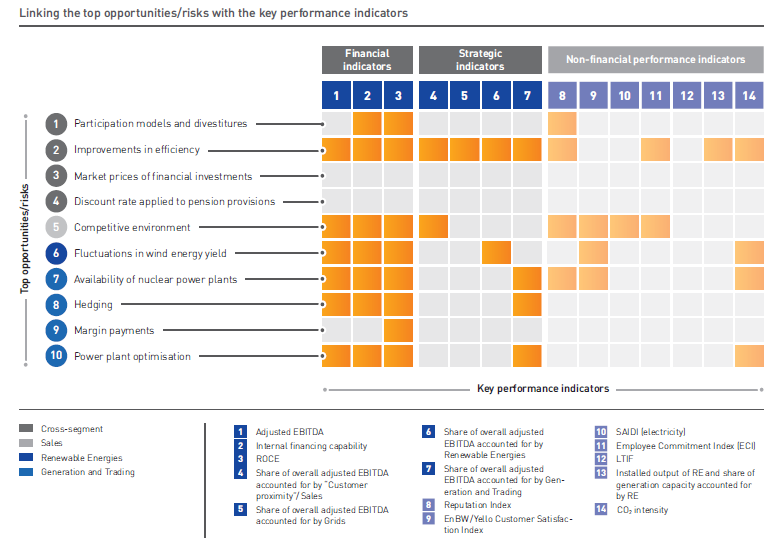 Linking the top opportunities/risks with the key performance indicators
Financial
indicators
Strategic
indicators
Non-financial performance indicators
1 2 3 4 5 6 7 8 9 10 11 12 13 14
Top opportunities/risks
1 Participation models and divestitures
2 Improvements in efficiency
3 Market prices of financial investments
4 Discount rate applied to pension provisions
5 Competitive environment
6 Fluctuations in wind energy yield
7 Availability of nuclear power plants
8 Hedging
9 Margin payments
10 Power plant optimisation
Key performance indicators
Cross-segment
Sales
Renewable Energies
Generation and Trading
1 Adjusted EBITDA
2 Internal financing capability
3 ROCE
4 Share of overall adjusted EBITDA
accounted for by "Customer
proximity"/Sales
5 Share of overall adjusted EBITDA
accounted for by Grids
6 Share of overall adjusted
EBITDA accounted for by
Renewable Energies
7 Share of overall adjusted
EBITDA accounted for by Gen-
eration and Trading
8 Reputation Index
9 EnBW/Yello Customer Satisfac-
tion Index
10 SAIDI (electricity)
11 Employee Commitment Index (ECI)
12 LTIF
13 Installed output of RE and share of
generation capacity accounted for
by RE
14 CO₂ intensity